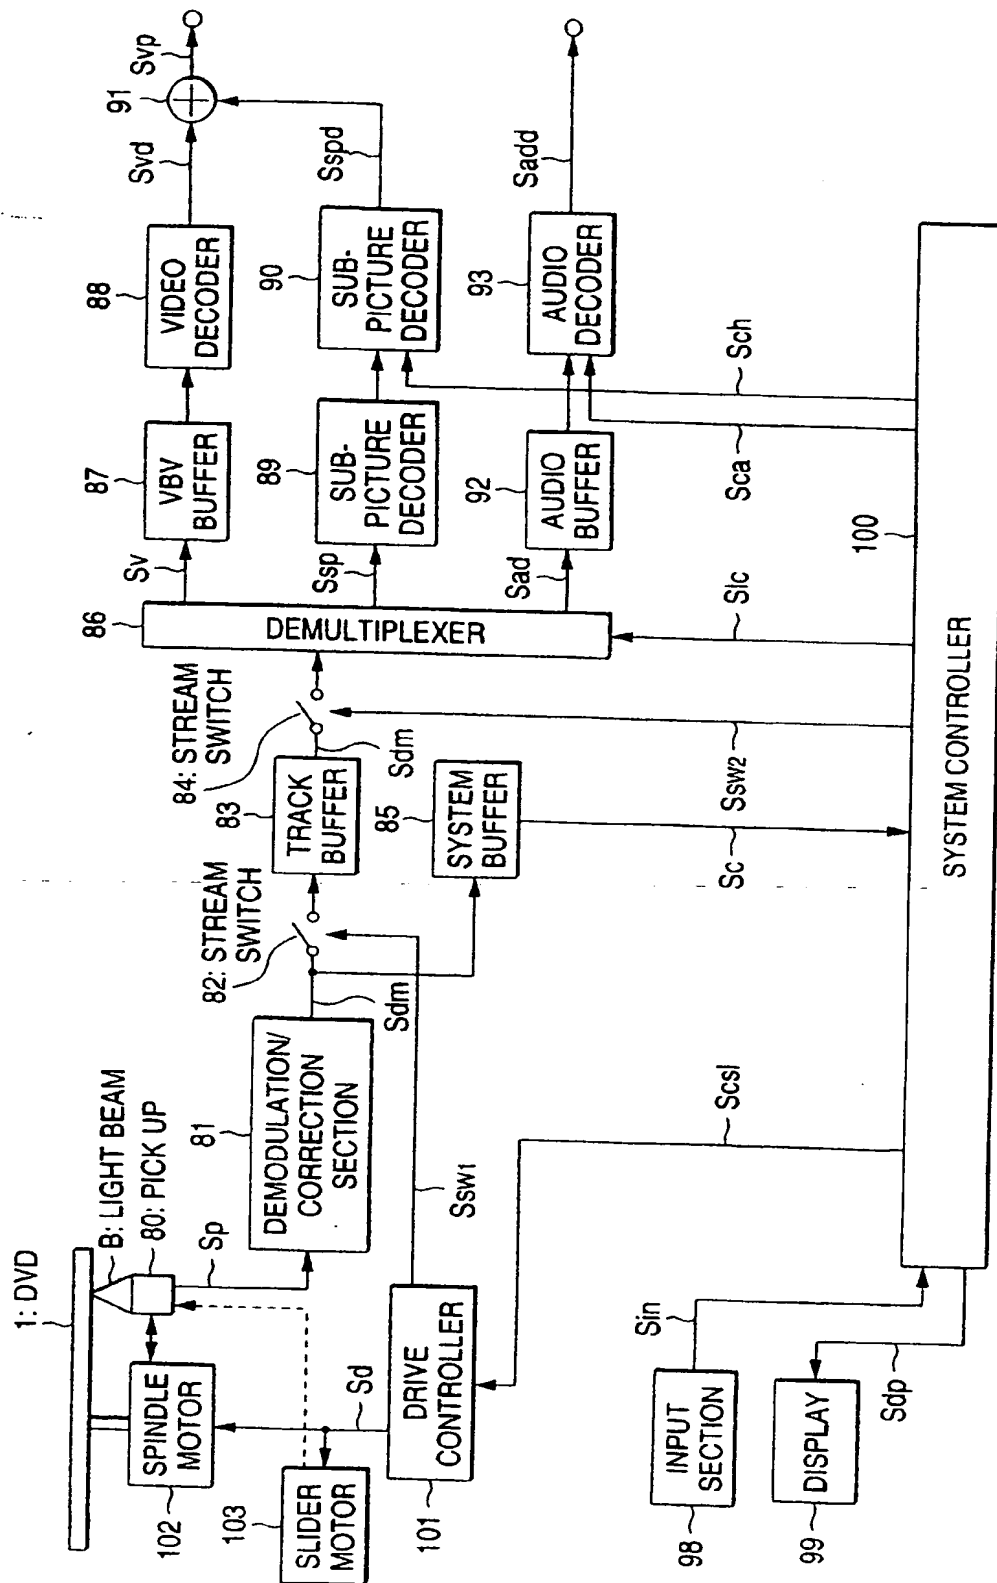 1: DVD
B: LIGHT BEAM
80: PICK UP
Sp
SPINDLE
MOTOR
102
SLIDER
MOTOR
103
Sd
DRIVE
CONTROLLER
101
81
DEMODULATION/
CORRECTION
SECTION
Sdm
82: STREAM
SWITCH
Ssw1
TRACK
BUFFER
83
Sdm
84: STREAM
SWITCH
SYSTEM
BUFFER
85
86
DEMULTIPLEXER
Sv
Ssp
Sad
87
VBV
BUFFER
88
VIDEO
DECODER
Svd
91
Svp
89
SUB-
PICTURE
DECODER
90
SUB-
PICTURE
DECODER
Sspd
92
AUDIO
BUFFER
93
AUDIO
DECODER
Sadd
Sch
Sca
Slc
Ssw2
Sc
Scsl
100
SYSTEM CONTROLLER
INPUT
SECTION
98
Sin
DISPLAY
99
Sdp